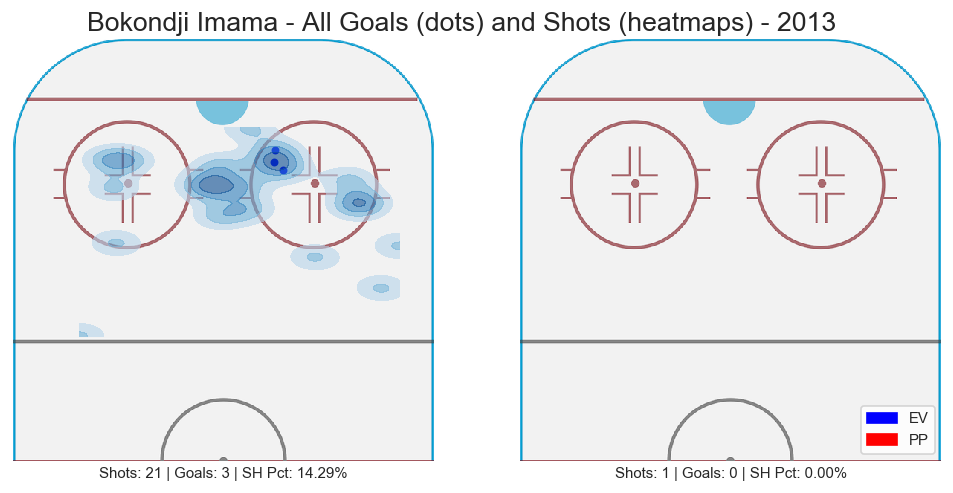 Bokondji Imama - All Goals (dots) and Shots (heatmaps) - 2013
EV
PP
Shots: 21 | Goals: 3 | SH Pct: 14.29%
Shots: 1 | Goals: 0 | SH Pct: 0.00%